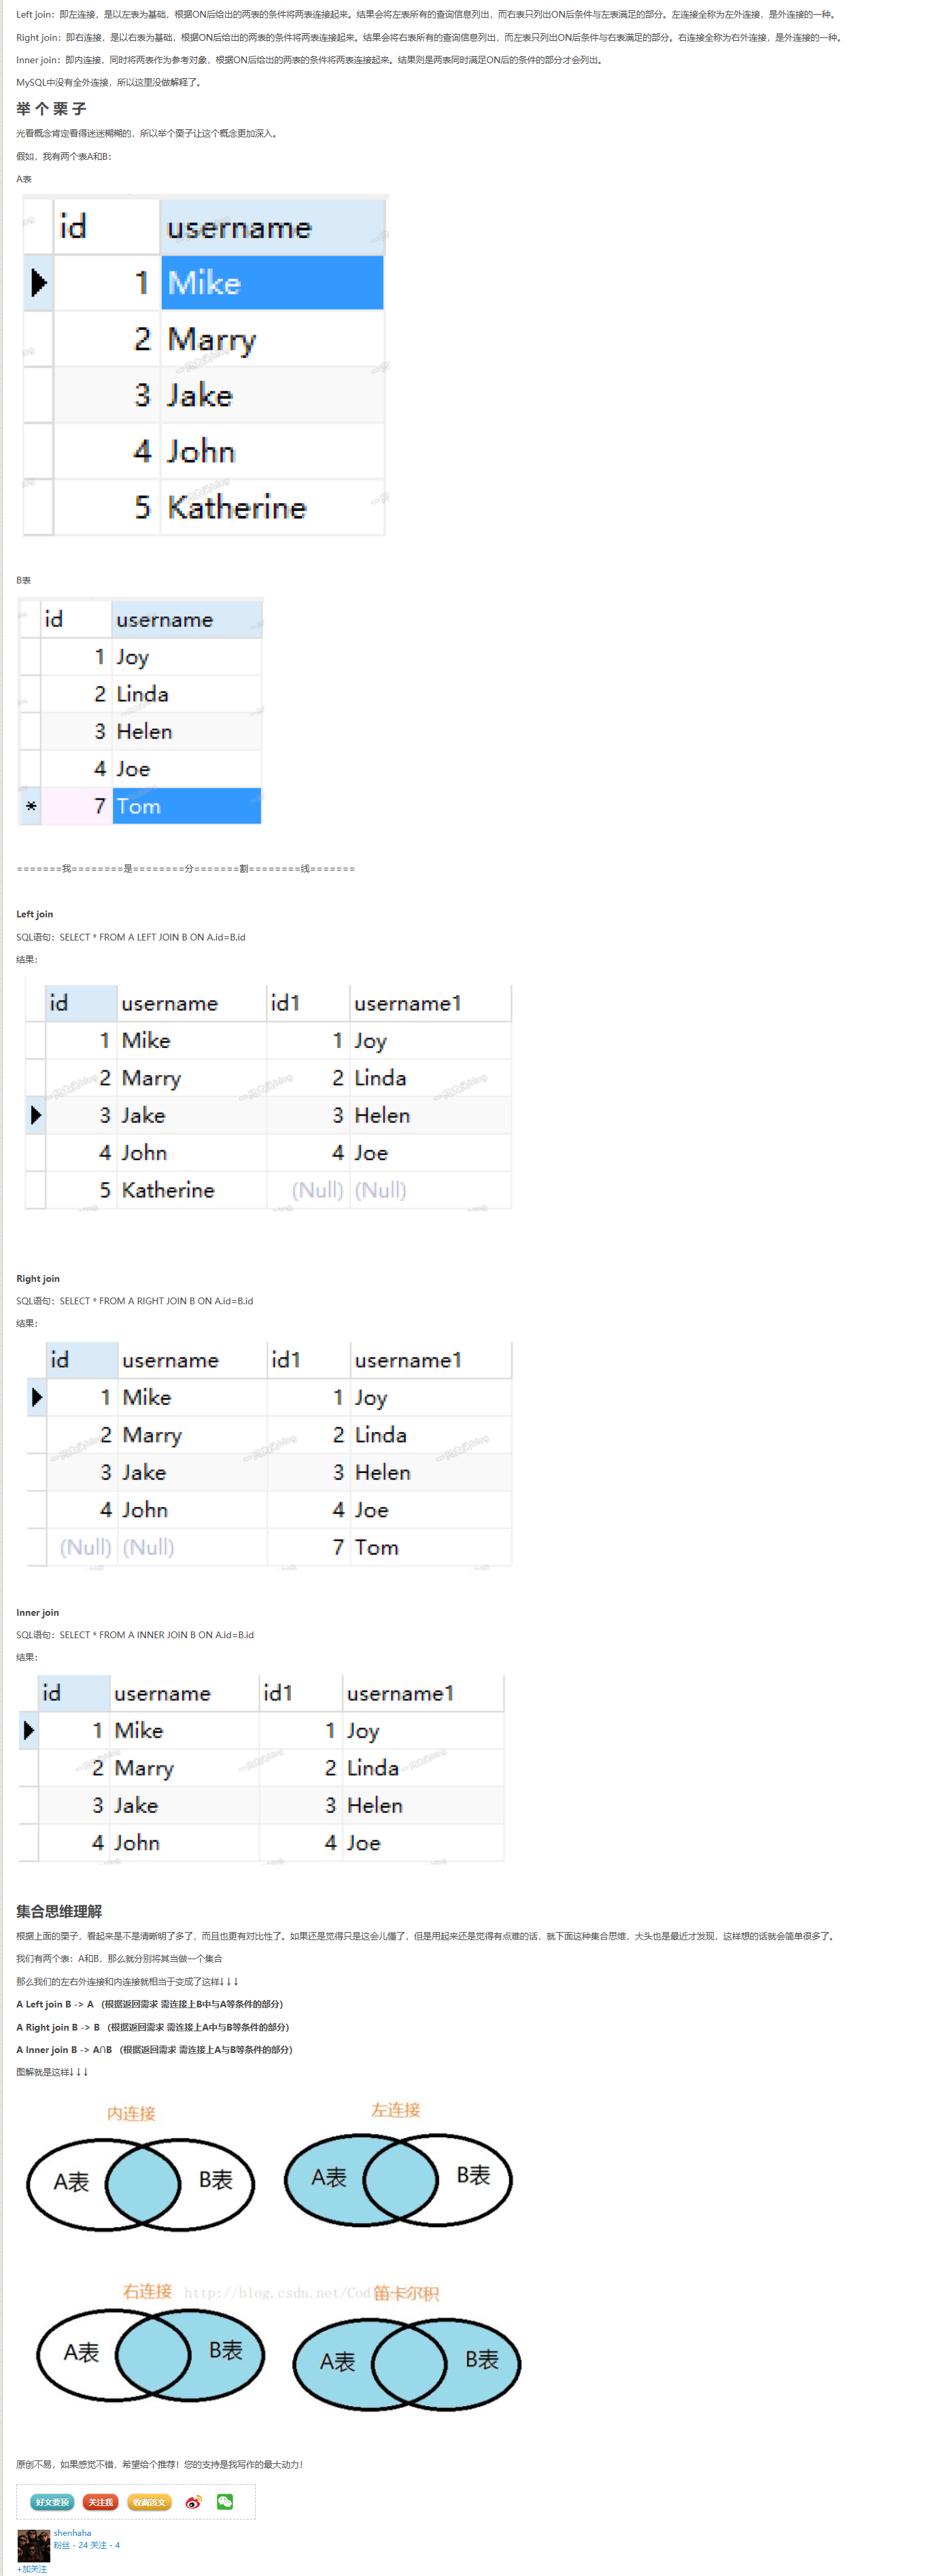 Left join：即左连接，是以左表为基础，根据ON后给出的两表的条件将两表连接起来。结果会将左表所有的查询信息列出，而右表只列出ON后条件与左表满足的部分。左连接全称为左外连接，是外连接的一种。
Right join：即右连接，是以右表为基础，根据ON后给出的两表的条件将两表连接起来。结果会将右表所有的查询信息列出，而左表只列出ON后条件与右表满足的部分。右连接全称为右外连接，是外连接的一种。
Inner join：即内连接，同时将两表作为参考对象，根据ON后给出的两表的条件将两表连接起来。结果则是两表同时满足ON后的条件的部分才会列出。
MySQL中没有全外连接，所以这里没做解释了。
举 个 栗 子
光看概念肯定看得迷迷糊糊的，所以举个栗子让这个概念更加深入。
假如，我有两个表A和B：
A表
id username
1 Mike
2 Marry
3 Jake
4 John
5 Katherine
B表
id username
1 Joy
2 Linda
3 Helen
4 Joe
* 7 Tom
=======我========是========分=======割========线=======
Left join
SQL语句：SELECT * FROM A LEFT JOIN B ON A.id=B.id
结果：
id username id1 username1
1 Mike 1 Joy
2 Marry 2 Linda
3 Jake 3 Helen
4 John 4 Joe
5 Katherine (Null) (Null)
Right join
SQL语句：SELECT * FROM A RIGHT JOIN B ON A.id=B.id
结果：
id username id1 username1
1 Mike 1 Joy
2 Marry 2 Linda
3 Jake 3 Helen
4 John 4 Joe
(Null) (Null) 7 Tom
Inner join
SQL语句：SELECT * FROM A INNER JOIN B ON A.id=B.id
结果：
id username id1 username1
1 Mike 1 Joy
2 Marry 2 Linda
3 Jake 3 Helen
4 John 4 Joe
集合思维理解
根据上面的栗子，看起来是不是清晰明了多了，而且也更有对比性了。如果还是觉得只是这会儿懂了，但是用起来还是觉得有点难的话，就下面这种集合思维，大头也是最近才发现，这样想的话就会简单很多了。
我们有两个表：A和B，那么就分别将其当做一个集合
那么我们的左右外连接和内连接就相当于变成了这样↓↓↓
A Left join B -> A （根据返回需求 需连接上B中与A等条件的部分）
A Right join B -> B （根据返回需求 需连接上A中与B等条件的部分）
A Inner join B -> A∩B （根据返回需求 需连接上A与B等条件的部分）
图解就是这样↓↓↓
内连接 左连接
A表 B表 A表 B表
右连接 http://blog.csdn.net/Cod 笛卡尔积
A表 B表 A表 B表
原创不易，如果感觉不错，希望给个推荐！您的支持是我写作的最大动力！
好文要顶 关注我 收藏该文
shenhaha
粉丝 - 24 关注 - 4
+加关注